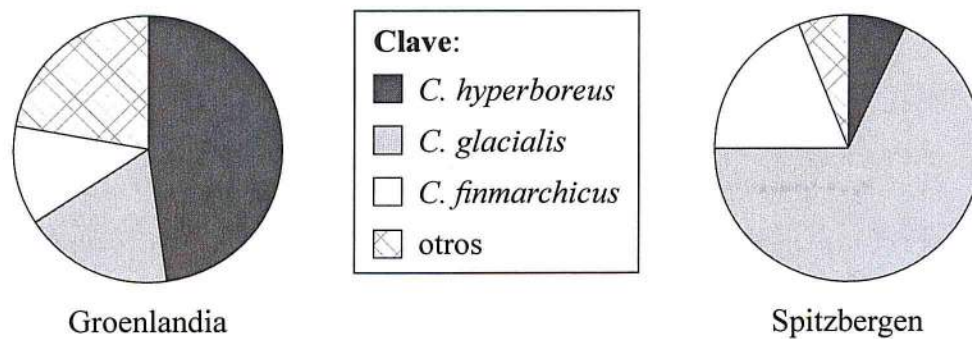 Clave:
C. hyperboreus
C. glacialis
C. finmarchicus
otros
Groenlandia
Spitzbergen